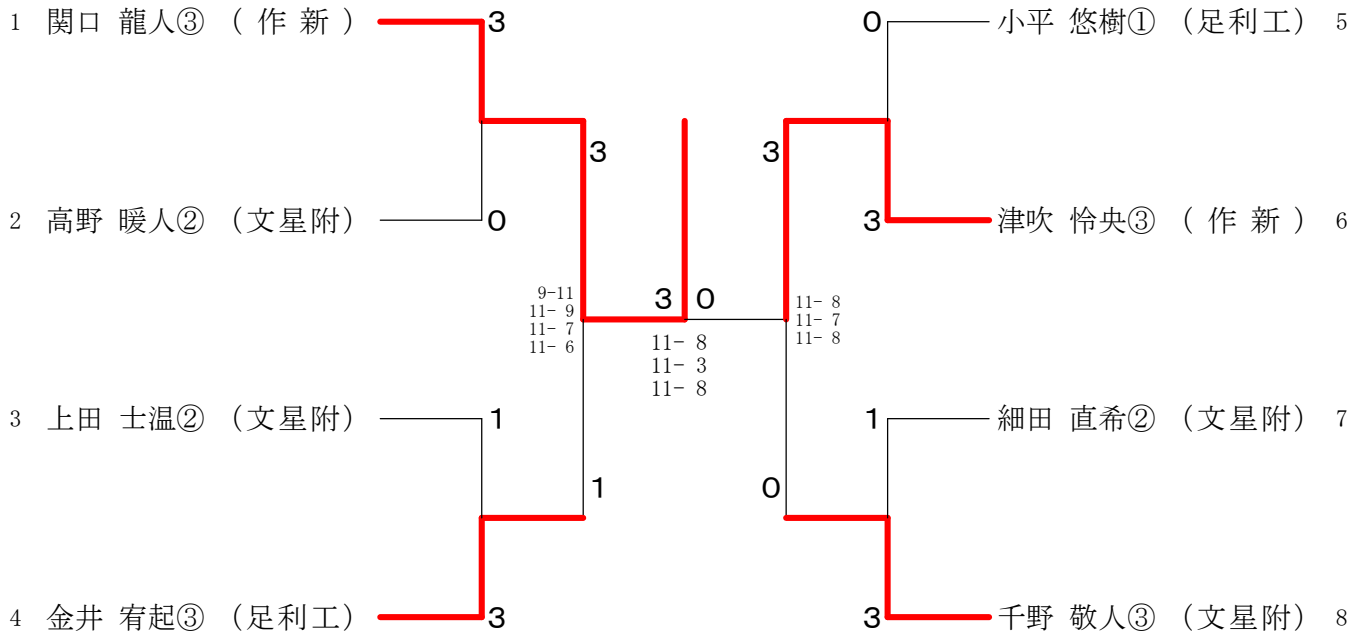 1 関口 龍人③ (作新) 3
0 小平 悠樹① (足利工) 5
3
3
2 高野 暖人② (文星附) 0
3 津吹 怜央③ (作新) 6
9-11
11- 9
11- 7
11- 6
3 0
11- 8
11- 3
11- 8
11- 8
11- 7
11- 8
3 上田 士温② (文星附) 1
1 細田 直希② (文星附) 7
1
0
4 金井 宥起③ (足利工) 3
3 千野 敬人③ (文星附) 8